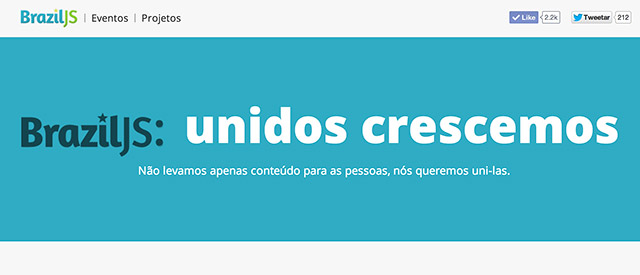 BrazilJS | Eventos | Projetos Like 2.2k Tweetar 212
BrazilJS: unidos crescemos
Não levamos apenas conteúdo para as pessoas, nós queremos uni-las.